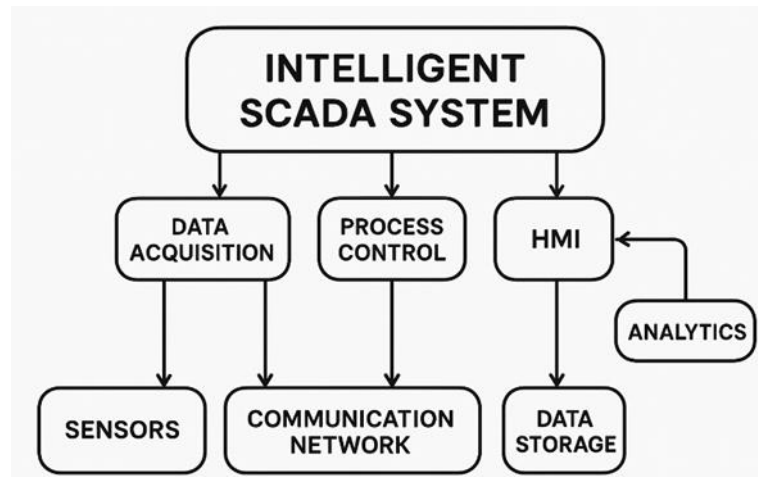 INTELLIGENT
SCADA SYSTEM
DATA
ACQUISITION
PROCESS
CONTROL
HMI
ANALYTICS
SENSORS
COMMUNICATION
NETWORK
DATA
STORAGE